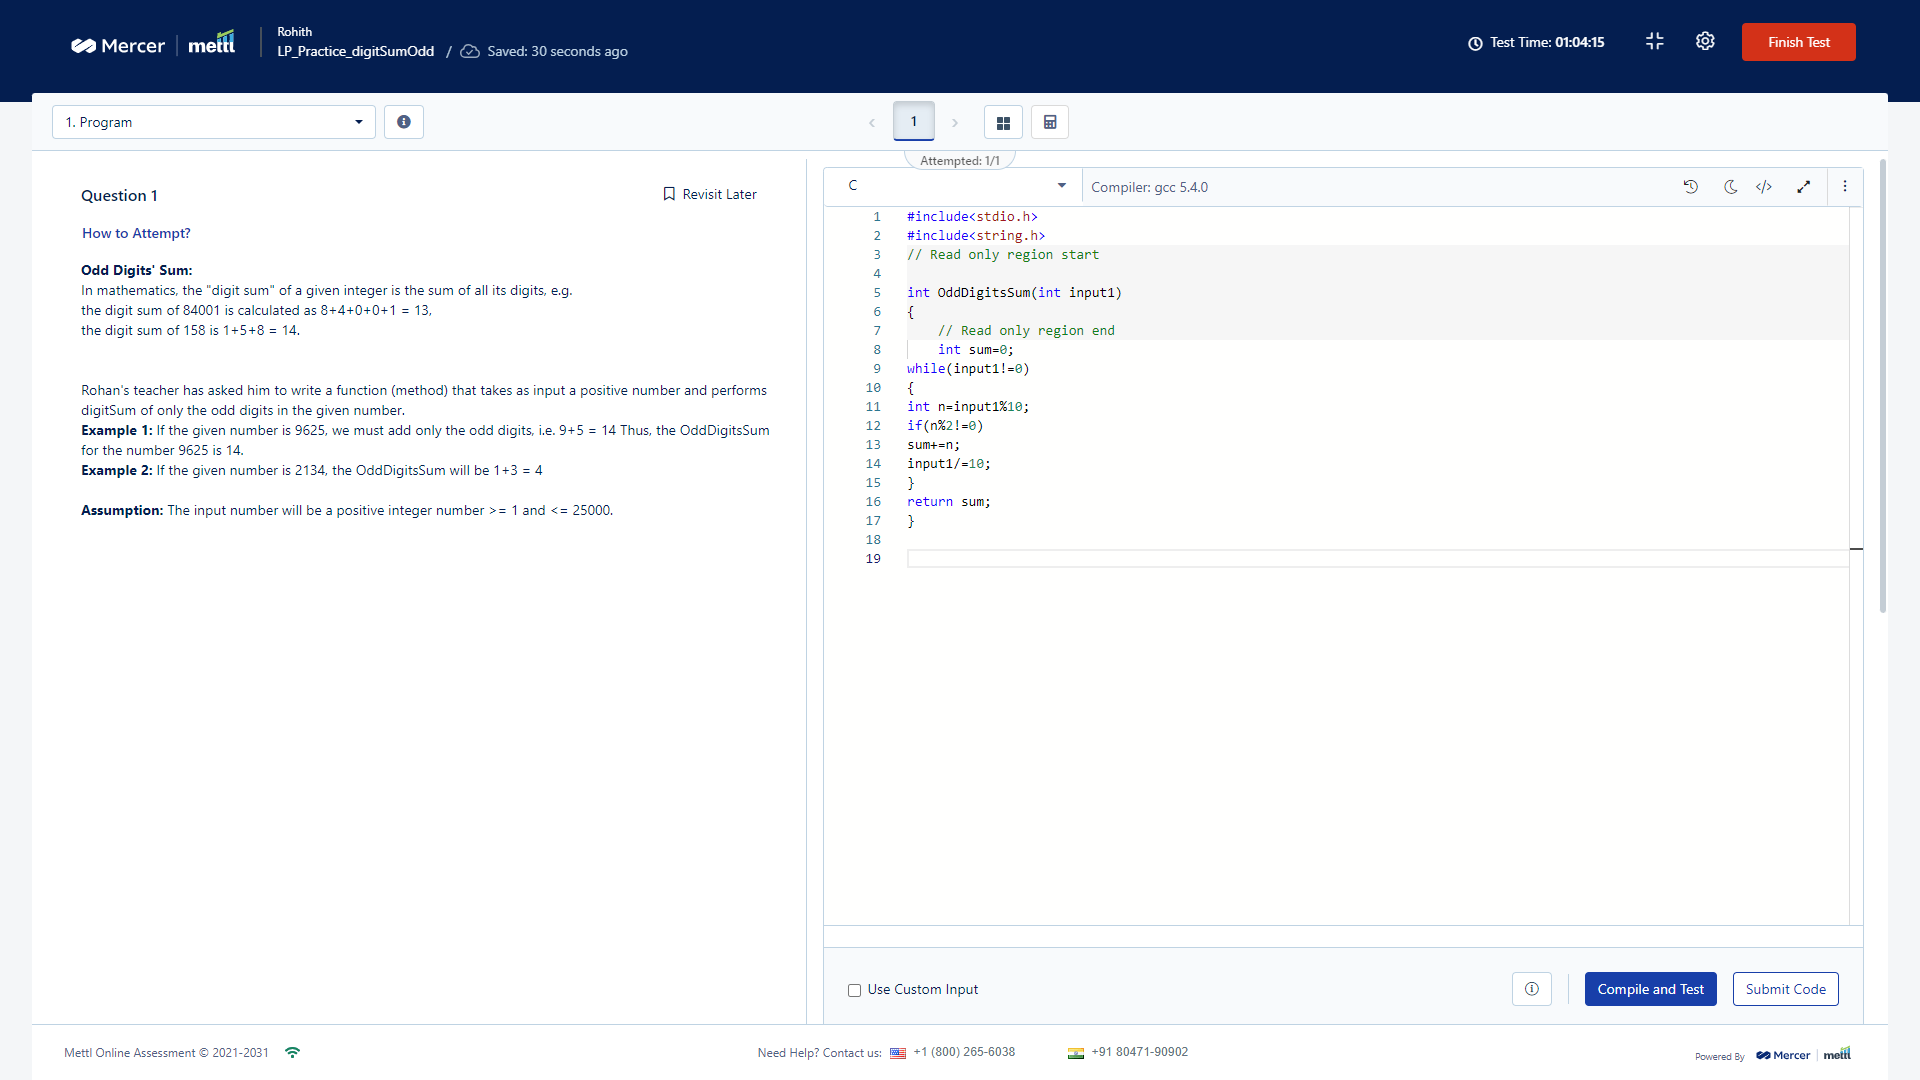 Mercer
mettl
Rohith
LP_Practice_digitSumOdd / Saved: 30 seconds ago
Test Time: 01:04:15
Finish Test
1. Program
1
Attempted: 1/1
Question 1
Revisit Later
How to Attempt?
Odd Digits' Sum:
In mathematics, the "digit sum" of a given integer is the sum of all its digits, e.g.
the digit sum of 84001 is calculated as 8+4+0+0+1 = 13,
the digit sum of 158 is 1+5+8 = 14.
Rohan's teacher has asked him to write a function (method) that takes as input a positive number and performs
digitSum of only the odd digits in the given number.
Example 1: If the given number is 9625, we must add only the odd digits, i.e. 9+5 = 14 Thus, the OddDigitsSum
for the number 9625 is 14.
Example 2: If the given number is 2134, the OddDigitsSum will be 1+3 = 4
Assumption: The input number will be a positive integer number >= 1 and <= 25000.
C
Compiler: gcc 5.4.0
1 #include<stdio.h>
2 #include<string.h>
3 // Read only region start
4
5 int OddDigitsSum(int input1)
6 {
7 // Read only region end
8 int sum=0;
9 while(input1!=0)
10 {
11 int n=input1%10;
12 if(n%2!=0)
13 sum+=n;
14 input1/=10;
15 }
16 return sum;
17 }
18
19
Use Custom Input
Compile and Test
Submit Code
Mettl Online Assessment © 2021-2031
Need Help? Contact us: +1 (800) 265-6038
+91 80471-90902
Powered By Mercer mettl